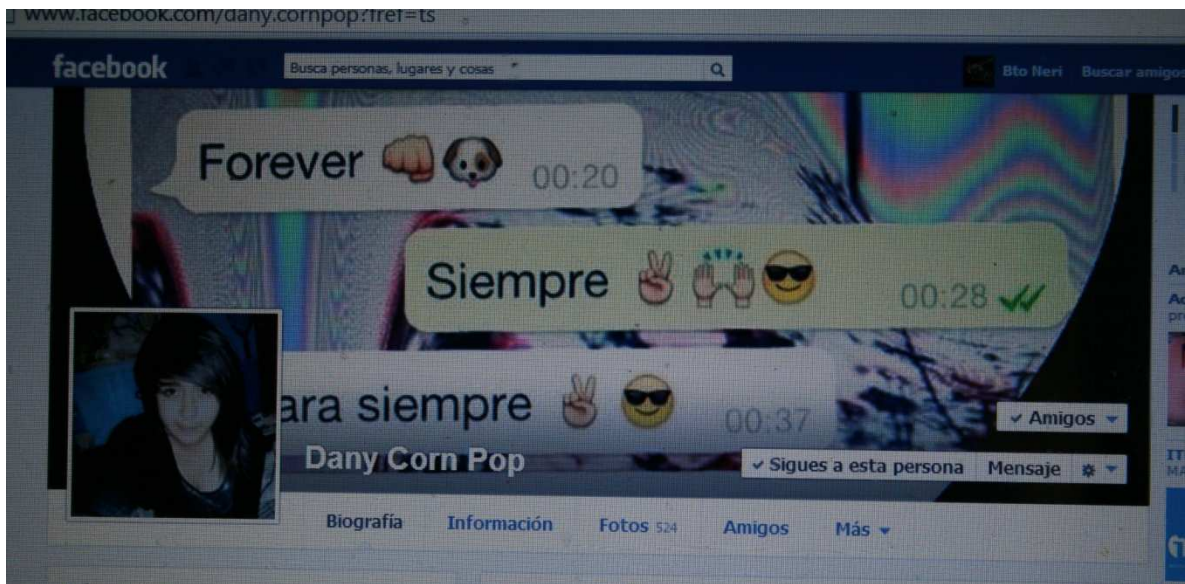 www.facebook.com/dany.cornpop?fref=ts
facebook
Busca personas, lugares y cosas
Bto Neri Buscar amigos
Forever 👊🐶 00:20
Siempre ✌🙌😎 00:28
ara siempre ✌😎 00:37
Amigos
Dany Corn Pop
Sigues a esta persona Mensaje
Biografía Información Fotos 524 Amigos Más